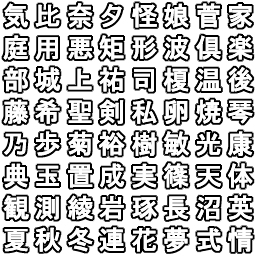 気比奈夕怪娘菅家
庭用悪矩形波倶楽
部城上祐司榎温後
藤希聖剣私卵焼琴
乃歩菊裕樹敏光康
典玉置成実篠天体
観測綾岩琢長沼英
夏秋冬連花夢式情